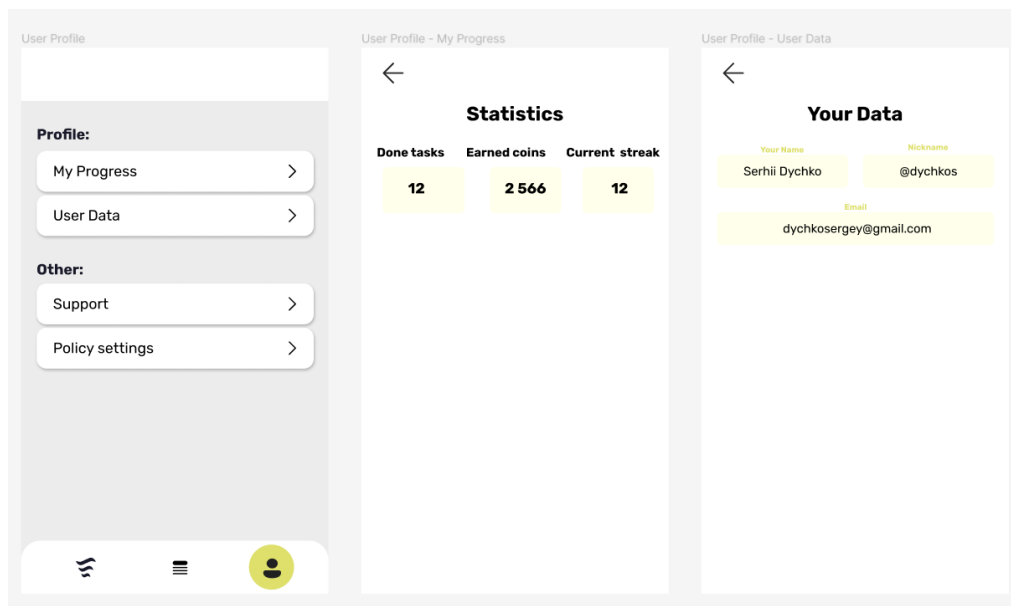 User Profile
Profile:
My Progress
User Data
Other:
Support
Policy settings
User Profile - My Progress
Statistics
Done tasks Earned coins Current streak
12 2 566 12
User Profile - User Data
Your Data
Your Name Nickname
Serhii Dychko @dychkos
Email
dychkosergey@gmail.com